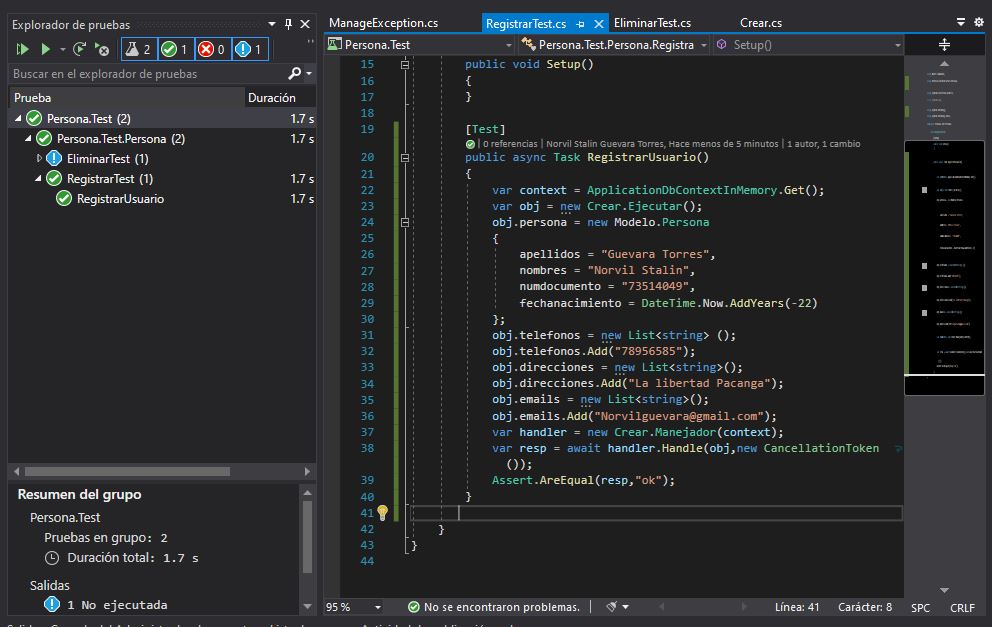 Explorador de pruebas
2 1 0 1
Buscar en el explorador de pruebas
Prueba Duración
Persona.Test (2) 1.7 s
Persona.Test.Persona (2) 1.7 s
EliminarTest (1)
RegistrarTest (1) 1.7 s
RegistrarUsuario 1.7 s
Resumen del grupo
Persona.Test
Pruebas en grupo: 2
Duración total: 1.7 s
Salidas
1 No ejecutada
ManageException.cs RegistrarTest.cs EliminarTest.cs Crear.cs
Persona.Test Persona.Test.Persona.Registra Setup()
15 public void Setup()
16 {
17 }
18
19 [Test]
| 0 referencias | Norvil Stalin Guevara Torres, Hace menos de 5 minutos | 1 autor, 1 cambio
20 public async Task RegistrarUsuario()
21 {
22 var context = ApplicationDbContextInMemory.Get();
23 var obj = new Crear.Ejecutar();
24 obj.persona = new Modelo.Persona
25 {
26 apellidos = "Guevara Torres",
27 nombres = "Norvil Stalin",
28 numdocumento = "73514049",
29 fechanacimiento = DateTime.Now.AddYears(-22)
30 };
31 obj.telefonos = new List<string> ();
32 obj.telefonos.Add("78956585");
33 obj.direcciones = new List<string>();
34 obj.direcciones.Add("La libertad Pacanga");
35 obj.emails = new List<string>();
36 obj.emails.Add("Norvilguevara@gmail.com");
37 var handler = new Crear.Manejador(context);
38 var resp = await handler.Handle(obj,new CancellationToken
());
39 Assert.AreEqual(resp,"ok");
40 }
41
42 }
43 }
44
95 % No se encontraron problemas. Línea: 41 Carácter: 8 SPC CRLF